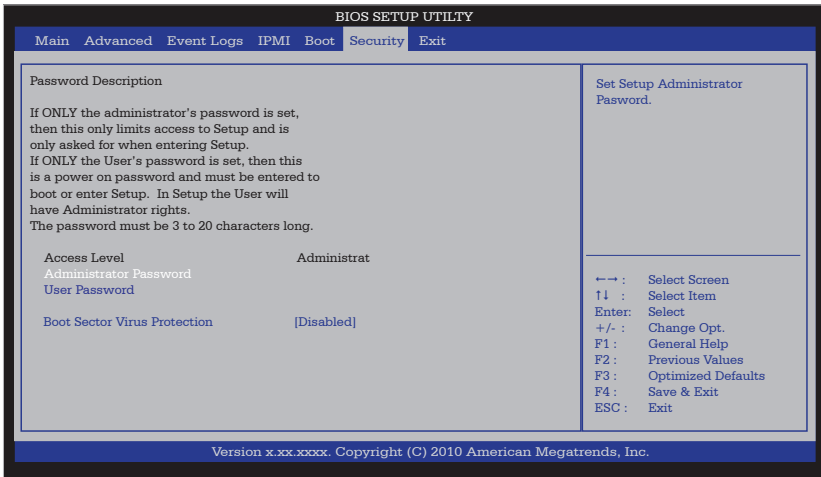 BIOS SETUP UTILTY
Main Advanced Event Logs IPMI Boot Security Exit
Password Description
If ONLY the administrator's password is set,
then this only limits access to Setup and is
only asked for when entering Setup.
If ONLY the User's password is set, then this
is a power on password and must be entered to
boot or enter Setup. In Setup the User will
have Administrator rights.
The password must be 3 to 20 characters long.
Access Level Administrat
Administrator Password
User Password
Boot Sector Virus Protection [Disabled]
Set Setup Administrator
Pasword.
←→ : Select Screen
↑↓ : Select Item
Enter: Select
+/- : Change Opt.
F1 : General Help
F2 : Previous Values
F3 : Optimized Defaults
F4 : Save & Exit
ESC : Exit
Version x.xx.xxxx. Copyright (C) 2010 American Megatrends, Inc.